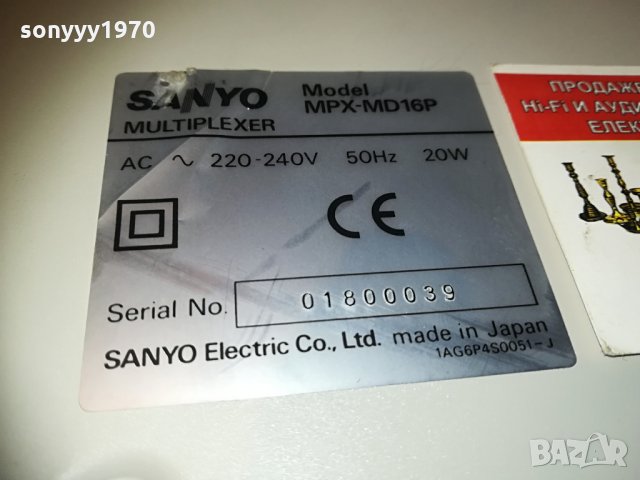 sonyyy1970
SANYO
MULTIPLEXER
Model
MPX-MD16P
AC ∿ 220-240V 50Hz 20W
CE
Serial No. 01800039
SANYO Electric Co., Ltd. made in Japan
1AG6P4S0051-J
ПРОДАЖБ
Hi-Fi И АУДИ
ЕЛЕК
BAZAR